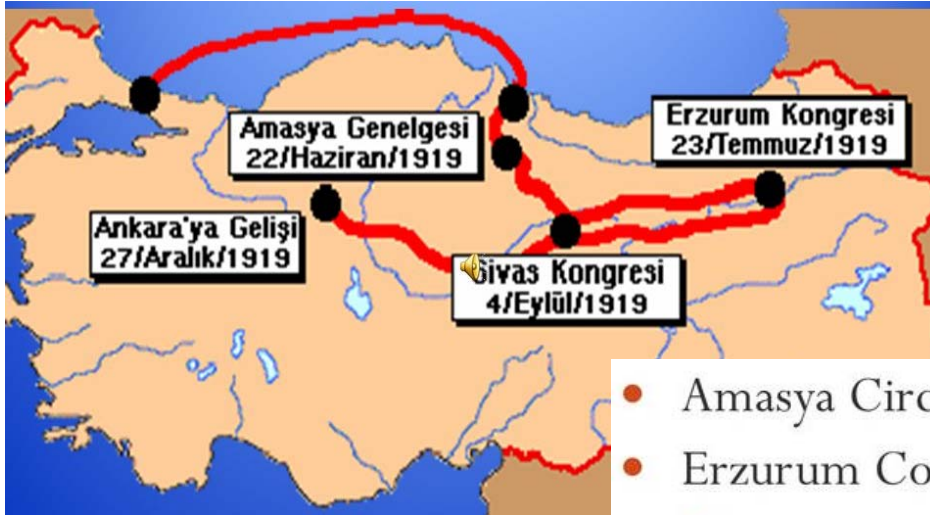 Amasya Genelgesi
22/Haziran/1919
Erzurum Kongresi
23/Temmuz/1919
Ankara'ya Gelişi
27/Aralık/1919
Sivas Kongresi
4/Eylül/1919
• Amasya Circ
• Erzurum Co